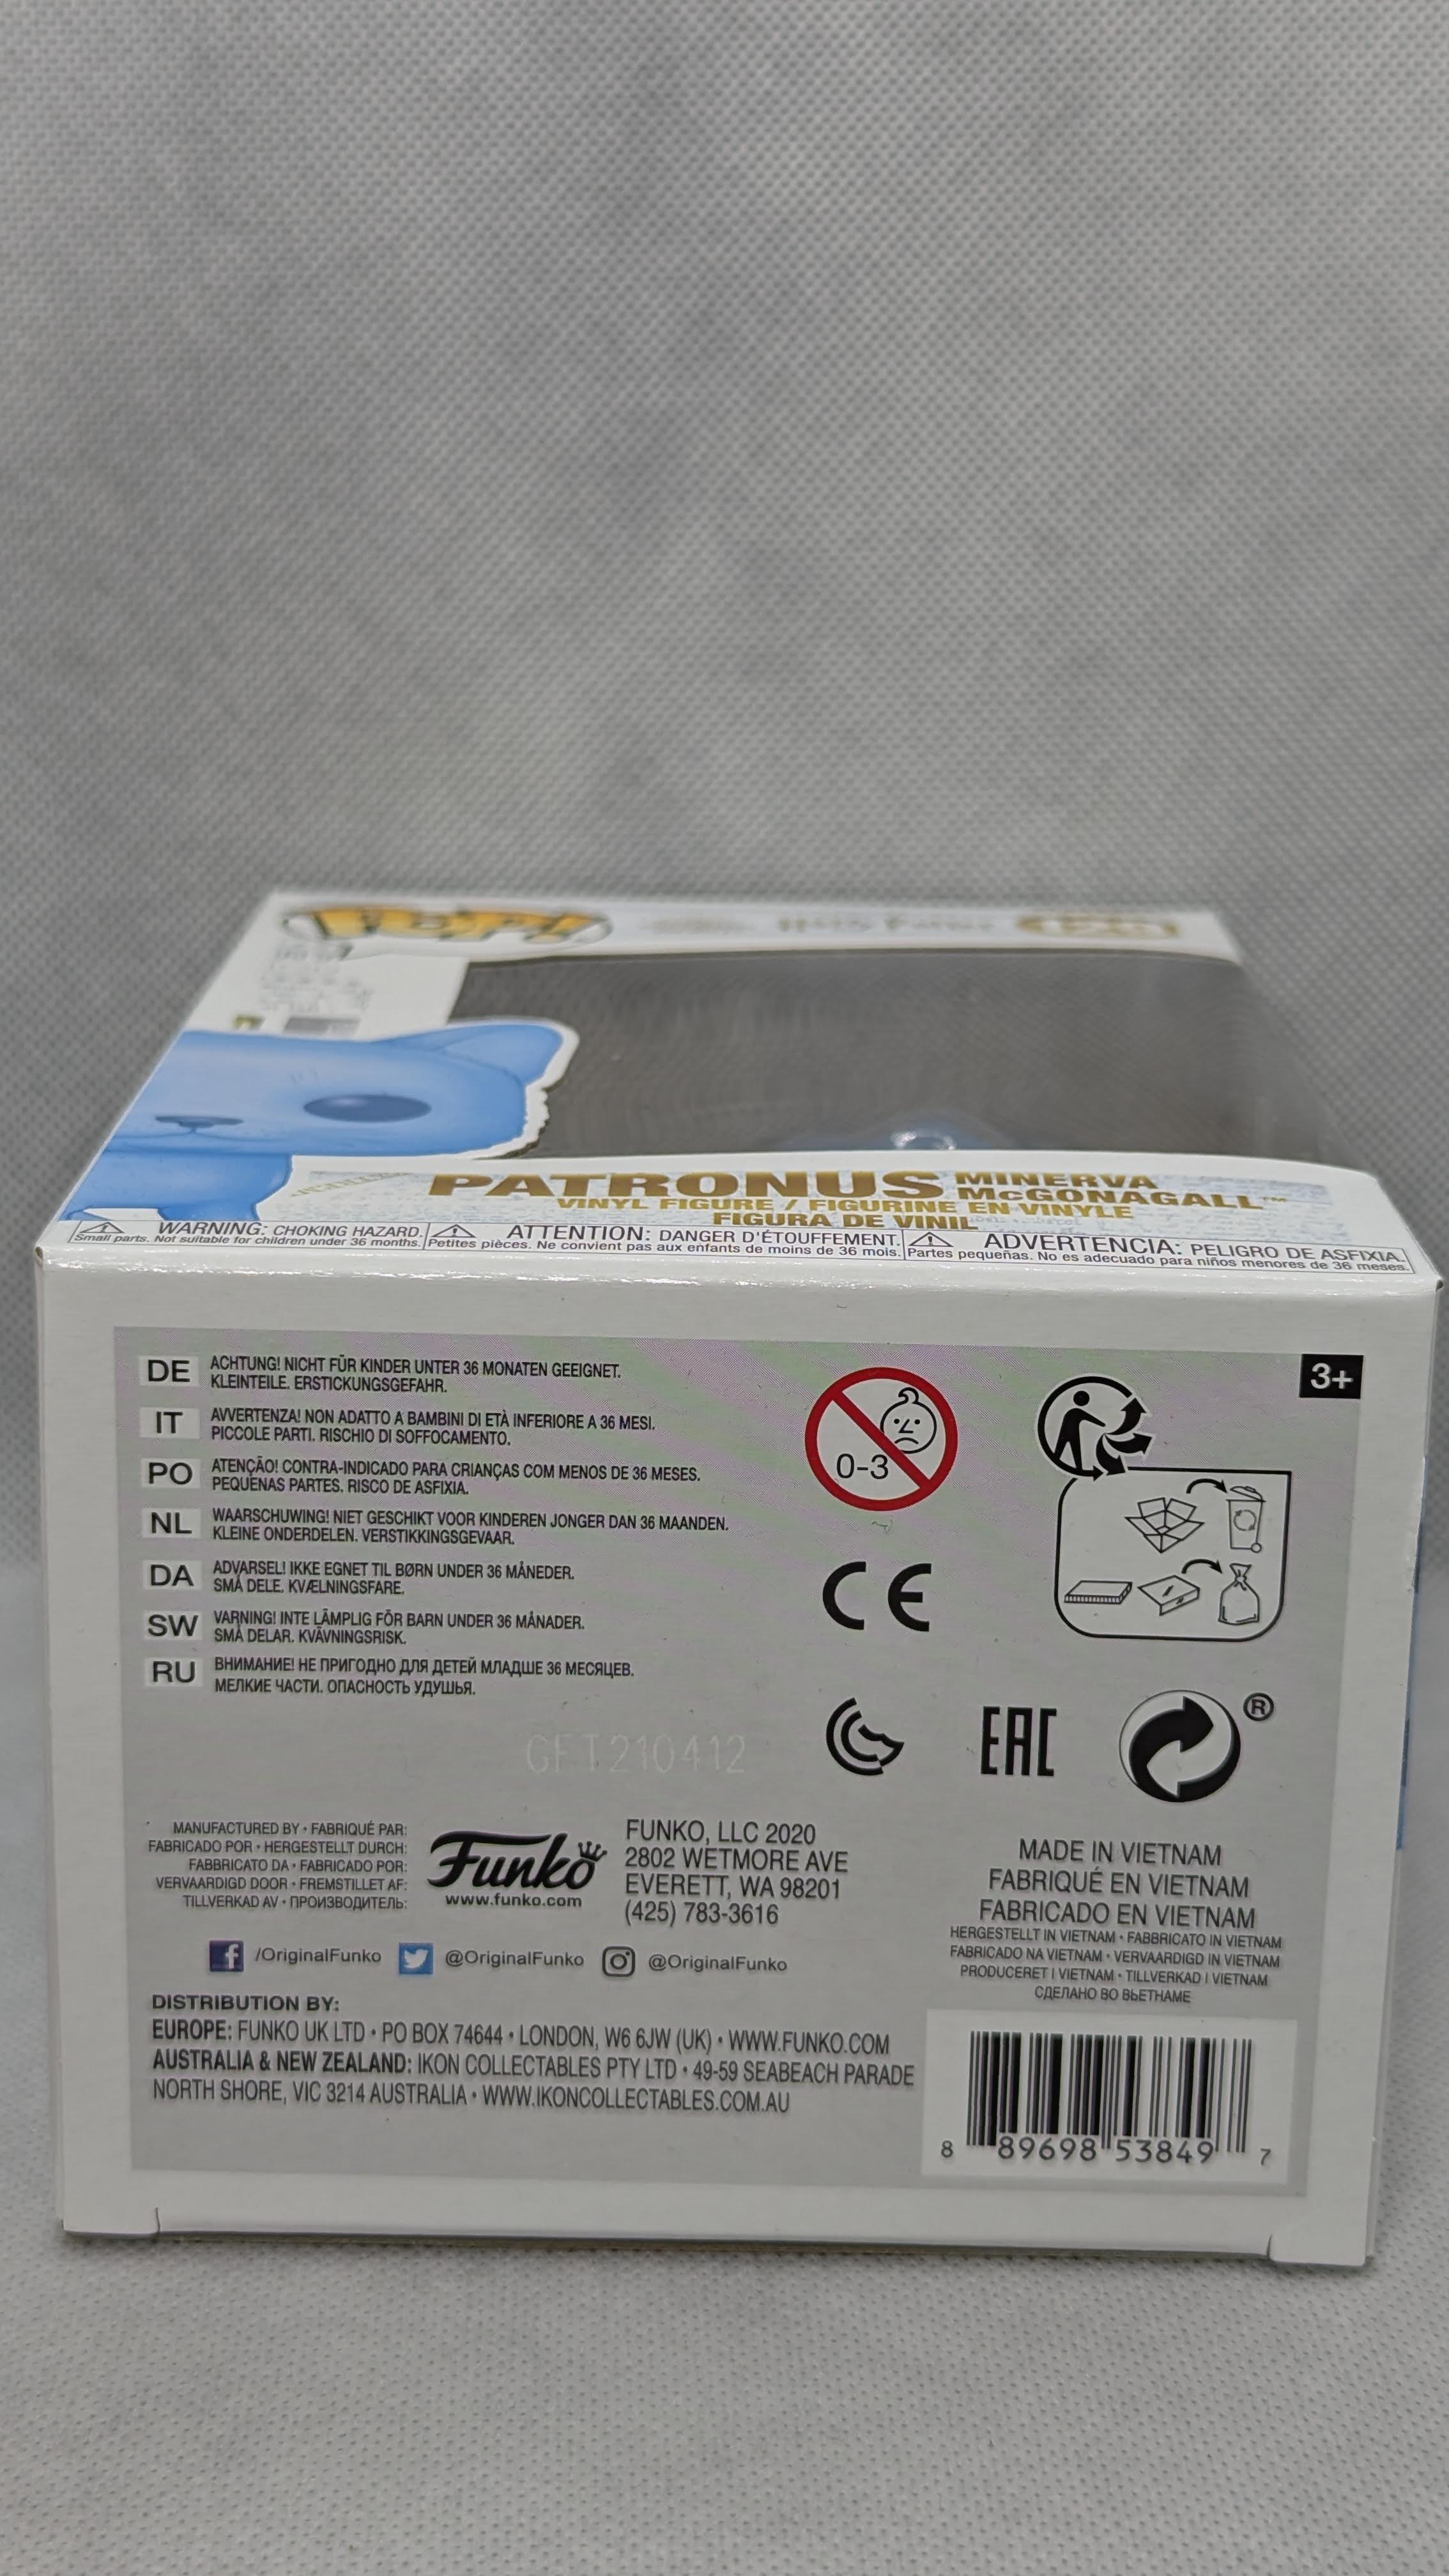 POP!
Harry Potter
PATRONUS MINERVA McGONAGALL™
VINYL FIGURE / FIGURINE EN VINYLE
FIGURA DE VINIL
WARNING: CHOKING HAZARD.
Small parts. Not suitable for children under 36 months.
ATTENTION: DANGER D'ÉTOUFFEMENT.
Petites pièces. Ne convient pas aux enfants de moins de 36 mois.
ADVERTENCIA: PELIGRO DE ASFIXIA.
Partes pequeñas. No es adecuado para niños menores de 36 meses.
3+
DE ACHTUNG! NICHT FÜR KINDER UNTER 36 MONATEN GEEIGNET.
KLEINTEILE. ERSTICKUNGSGEFAHR.
IT AVVERTENZA! NON ADATTO A BAMBINI DI ETÀ INFERIORE A 36 MESI.
PICCOLE PARTI. RISCHIO DI SOFFOCAMENTO.
PO ATENÇÃO! CONTRA-INDICADO PARA CRIANÇAS COM MENOS DE 36 MESES.
PEQUENAS PARTES. RISCO DE ASFIXIA.
NL WAARSCHUWING! NIET GESCHIKT VOOR KINDEREN JONGER DAN 36 MAANDEN.
KLEINE ONDERDELEN. VERSTIKKINGSGEVAAR.
DA ADVARSEL! IKKE EGNET TIL BØRN UNDER 36 MÅNEDER.
SMÅ DELE. KVÆLNINGSFARE.
SW VARNING! INTE LÄMPLIG FÖR BARN UNDER 36 MÅNADER.
SMÅ DELAR. KVÄVNINGSRISK.
RU ВНИМАНИЕ! НЕ ПРИГОДНО ДЛЯ ДЕТЕЙ МЛАДШЕ 36 МЕСЯЦЕВ.
МЕЛКИЕ ЧАСТИ. ОПАСНОСТЬ УДУШЬЯ.
0-3
CE
GFT210412
EAC
®
MANUFACTURED BY • FABRIQUÉ PAR:
FABRICADO POR • HERGESTELLT DURCH:
FABBRICATO DA • FABRICADO POR:
VERVAARDIGD DOOR • FREMSTILLET AF:
TILLVERKAD AV • ПРОИЗВОДИТЕЛЬ:
Funko
www.funko.com
FUNKO, LLC 2020
2802 WETMORE AVE
EVERETT, WA 98201
(425) 783-3616
/OriginalFunko @OriginalFunko @OriginalFunko
MADE IN VIETNAM
FABRIQUÉ EN VIETNAM
FABRICADO EN VIETNAM
HERGESTELLT IN VIETNAM • FABBRICATO IN VIETNAM
FABRICADO NA VIETNAM • VERVAARDIGD IN VIETNAM
PRODUCERET I VIETNAM • TILLVERKAD I VIETNAM
СДЕЛАНО ВО ВЬЕТНАМЕ
DISTRIBUTION BY:
EUROPE: FUNKO UK LTD • PO BOX 74644 • LONDON, W6 6JW (UK) • WWW.FUNKO.COM
AUSTRALIA & NEW ZEALAND: IKON COLLECTABLES PTY LTD • 49-59 SEABEACH PARADE
NORTH SHORE, VIC 3214 AUSTRALIA • WWW.IKONCOLLECTABLES.COM.AU
8 89698 53849 7